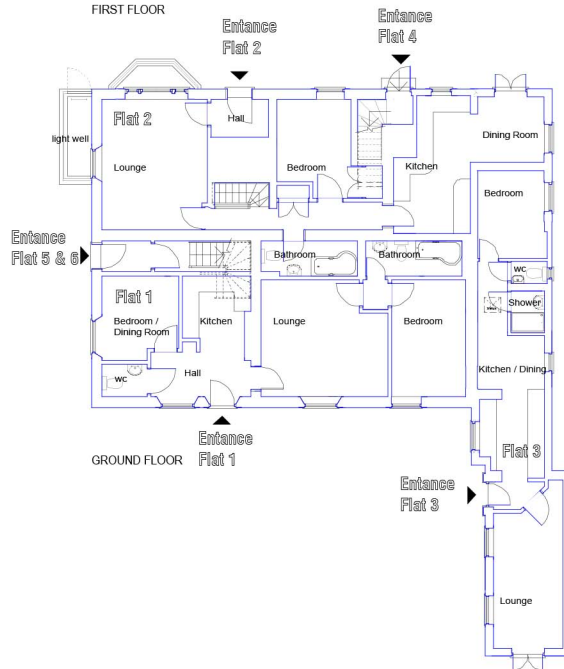 FIRST FLOOR
Entance
Flat 2
Entance
Flat 4
Flat 2
Hall
light well
Dining Room
Lounge
Bedroom
Kitchen
Bedroom
Entance
Flat 5 & 6
Bathroom
Bathroom
wc
Flat 1
Shower
Bedroom /
Dining Room
Kitchen
Lounge
Bedroom
Kitchen / Dining
Hall
wc
Entance
Flat 1
GROUND FLOOR
Flat 3
Entance
Flat 3
Lounge